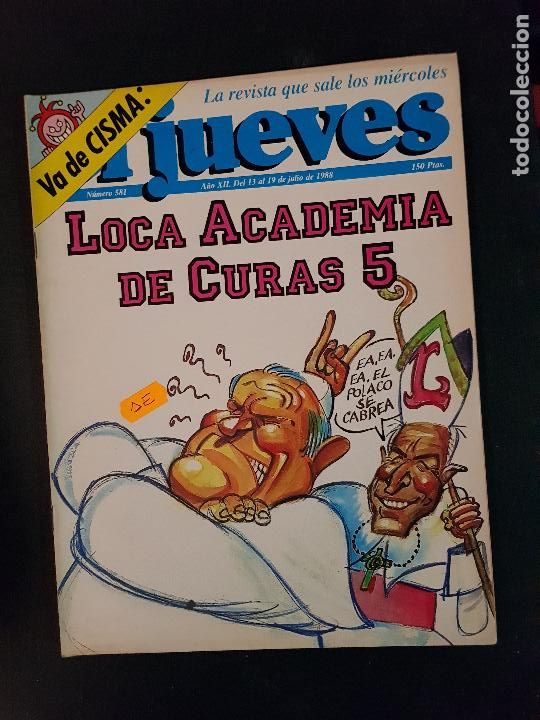 Va de CISMA:
La revista que sale los miércoles
jueves
Número 581
Año XII. Del 13 al 19 de julio de 1988
150 Ptas.
LOCA ACADEMIA
DE CURAS 5
EA, EA,
EA, EL
POLACO
SE
CABREA
L
DE
todocoleccion